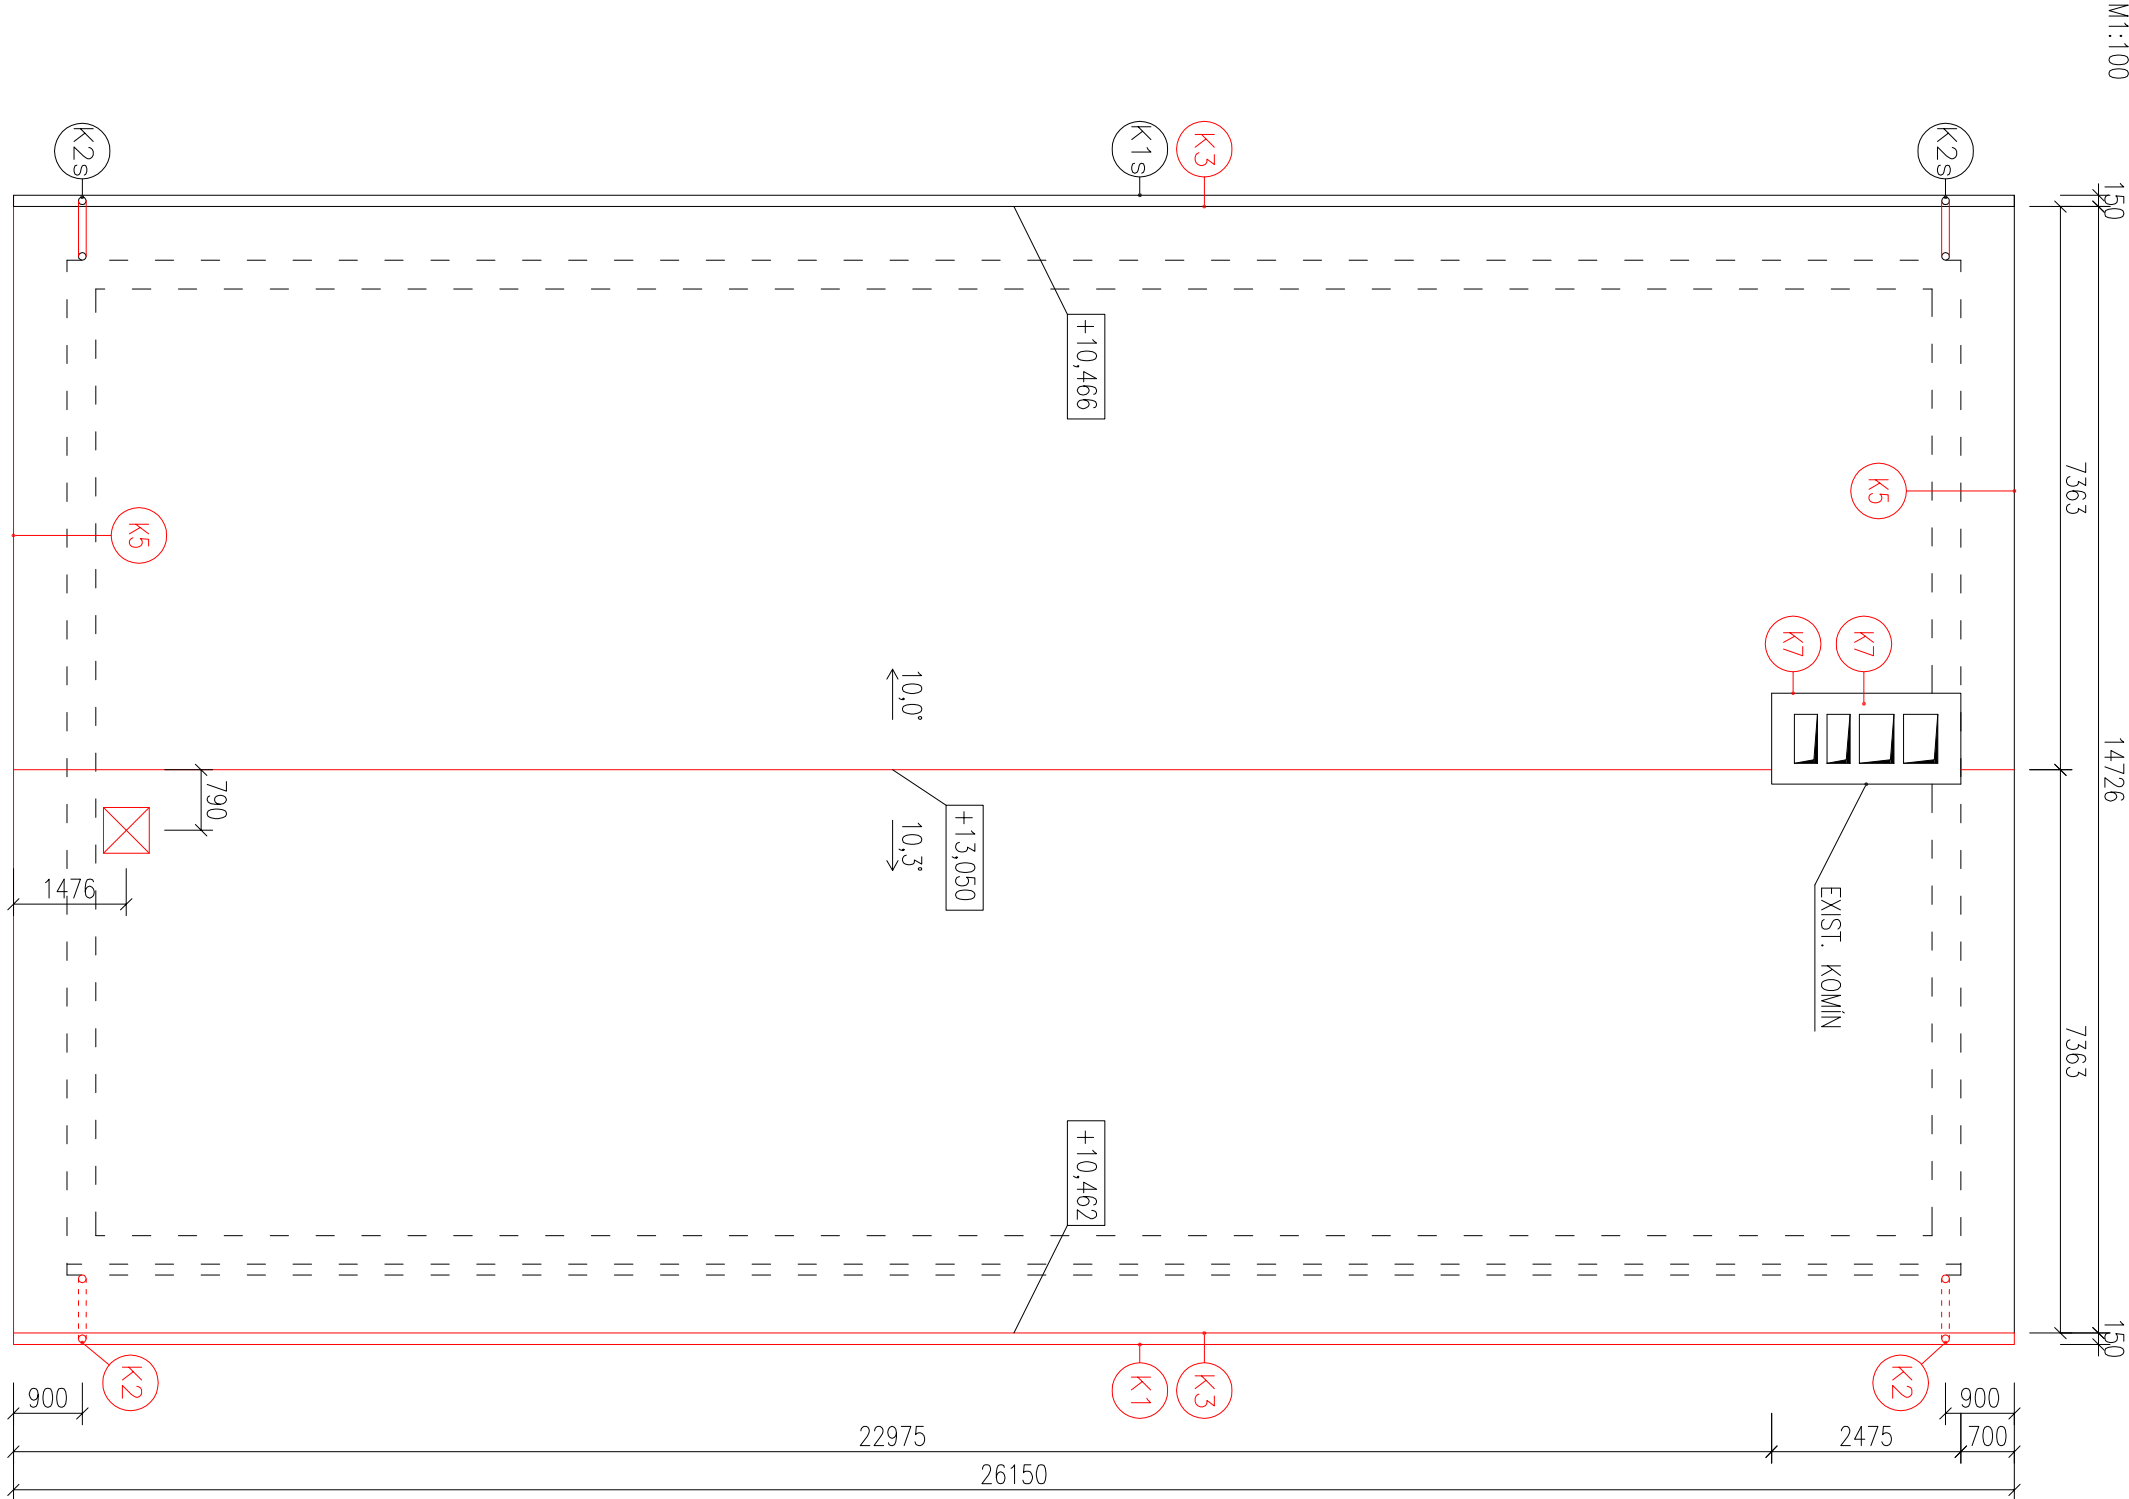 M1:100
K2s
K1s
K3
K2s
150
+10,466
7363
K5
K5
K7
K7
10,0°
14726
790
10,3°
+13,050
1476
EXIST. KOMÍN
7363
+10,462
150
K2
K1
K3
K2
900
900
22975
2475
700
26150